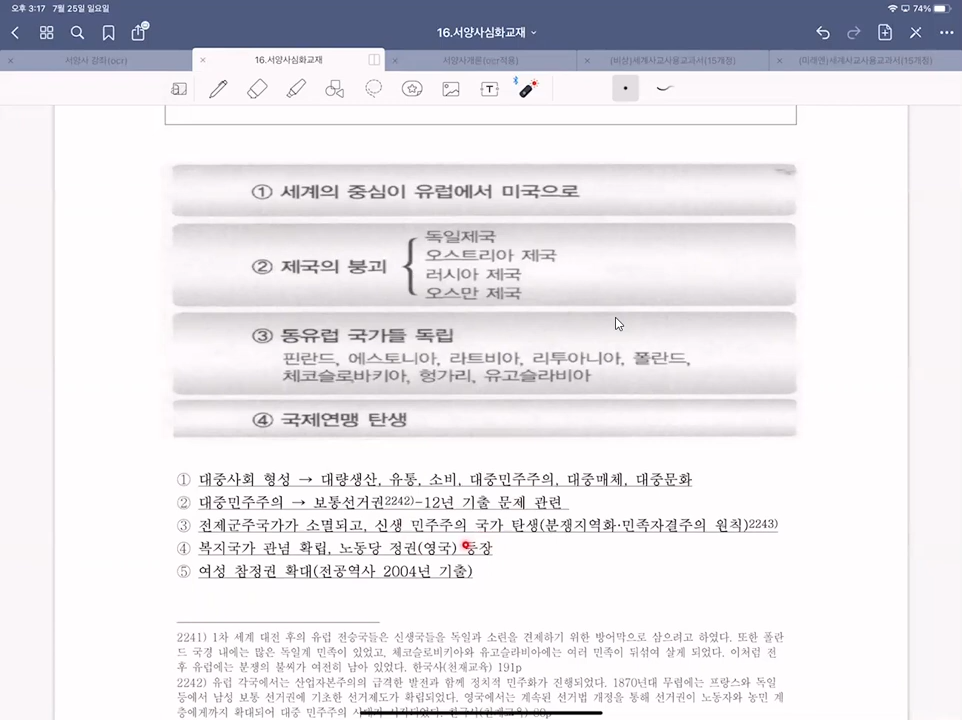 오후 3:17 7월 25일 일요일
74%
16.서양사심화교재
서양사 강화(ocr)
16.서양사심화교재
서양사개론(ocr적용)
(비상)세계사교사용교과서(15개정)
(미래엔)세계사교사용교과서(15개정)
① 세계의 중심이 유럽에서 미국으로
② 제국의 붕괴
독일제국
오스트리아 제국
러시아 제국
오스만 제국
③ 동유럽 국가들 독립
핀란드, 에스토니아, 라트비아, 리투아니아, 폴란드,
체코슬로바키아, 헝가리, 유고슬라비아
④ 국제연맹 탄생
① 대중사회 형성 → 대량생산, 유통, 소비, 대중민주주의, 대중매체, 대중문화
② 대중민주주의 → 보통선거권2242)-12년 기출 문제 관련
③ 전제군주국가가 소멸되고, 신생 민주주의 국가 탄생(분쟁지역화·민족자결주의 원칙)2243)
④ 복지국가 관념 확립, 노동당 정권(영국) 등장
⑤ 여성 참정권 확대(전공역사 2004년 기출)
2241) 1차 세계 대전 후의 유럽 전승국들은 신생국들을 독일과 소련을 견제하기 위한 방어막으로 삼으려고 하였다. 또한 폴란
드 국경 내에는 많은 독일계 민족이 있었고, 체코슬로비키아와 유고슬라비아에는 여러 민족이 뒤섞여 살게 되었다. 이처럼 전
후 유럽에는 분쟁의 불씨가 여전히 남아 있었다. 한국사(천재교육) 191p
2242) 유럽 각국에서는 산업자본주의의 급격한 발전과 함께 정치적 민주화가 진행되었다. 1870년대 무렵에는 프랑스와 독일
등에서 남성 보통 선거권에 기초한 선거제도가 확립되었다. 영국에서는 계속된 선거법 개정을 통해 선거권이 노동자와 농민 계
층에게까지 확대되어 대중 민주주의